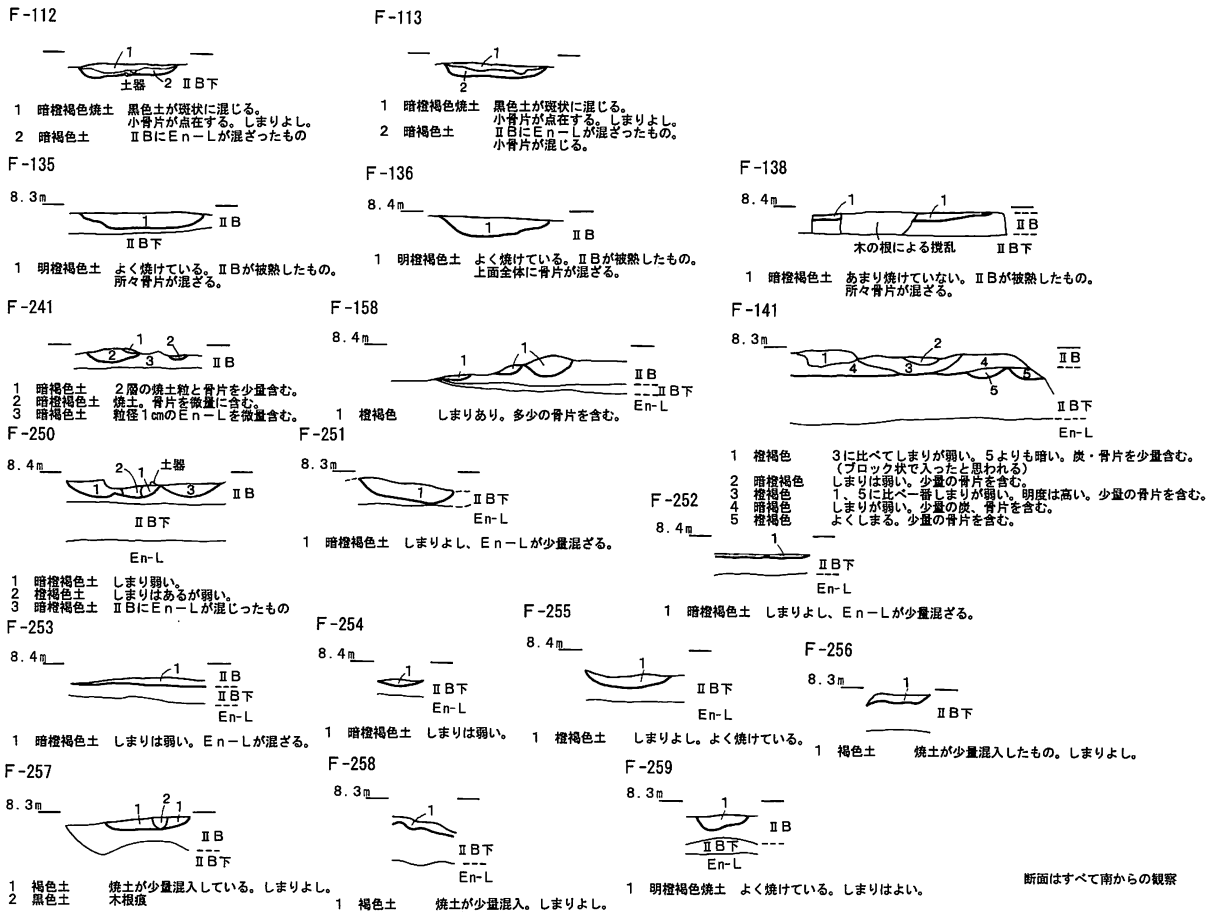 F-112
1
土器 2 ⅡB下
1 暗橙褐色焼土 黒色土が斑状に混じる。
小骨片が点在する。しまりよし。
2 暗褐色土 ⅡBにEn-Lが混ざったもの
F-113
1
2
1 暗橙褐色焼土 黒色土が斑状に混じる。
小骨片が点在する。しまりよし。
2 暗褐色土 ⅡBにEn-Lが混ざったもの。
小骨片が混じる。
F-135
8.3m
1 ⅡB
ⅡB下
1 明橙褐色土 よく焼けている。ⅡBが被熱したもの。
所々骨片が混ざる。
F-136
8.4m
1 ⅡB
1 明橙褐色土 よく焼けている。ⅡBが被熱したもの。
上面全体に骨片が混ざる。
F-138
8.4m 1 1
ⅡB
木の根による撹乱 ⅡB下
1 暗橙褐色土 あまり焼けていない。ⅡBが被熱したもの。
所々骨片が混ざる。
F-241
1 2
2 3 ⅡB
1 暗褐色土 2層の焼土粒と骨片を少量含む。
2 暗橙褐色土 焼土。骨片を微量に含む。
3 暗褐色土 粒径1cmのEn-Lを微量含む。
F-158
8.4m 1
1
ⅡB
ⅡB下
En-L
1 橙褐色 しまりあり。多少の骨片を含む。
F-141
8.3m 2
1 4 ⅡB
4 3 5
5
ⅡB下
En-L
1 橙褐色 3に比べてしまりが弱い。5よりも暗い。炭・骨片を少量含む。
(ブロック状で入ったと思われる)
2 暗橙褐色 しまりは弱い。少量の骨片を含む。
3 橙褐色 1、5に比べ一番しまりが弱い。明度は高い。少量の骨片を含む。
4 暗褐色 しまりが弱い。少量の炭、骨片を含む。
5 橙褐色 よくしまる。少量の骨片を含む。
F-250
8.4m 2 1 土器
1 1 3 ⅡB
ⅡB下
En-L
1 暗橙褐色土 しまり弱い。
2 橙褐色土 しまりはあるが弱い。
3 暗橙褐色土 ⅡBにEn-Lが混じったもの
F-251
8.3m
1 ⅡB下
En-L
1 暗橙褐色土 しまりよし、En-Lが少量混ざる。
F-252
8.4m 1
ⅡB下
En-L
1 暗橙褐色土 しまりよし、En-Lが少量混ざる。
F-253
8.4m 1 ⅡB
ⅡB下
En-L
1 暗橙褐色土 しまりは弱い。En-Lが混ざる。
F-254
8.4m 1
ⅡB下
En-L
1 暗橙褐色土 しまりは弱い。
F-255
8.4m 1
ⅡB下
En-L
1 橙褐色土 しまりよし。よく焼けている。
F-256
8.3m 1
ⅡB下
1 褐色土 焼土が少量混入したもの。しまりよし。
F-257
8.3m 1 2 1
ⅡB
ⅡB下
1 褐色土 焼土が少量混入している。しまりよし。
2 黒色土 木根痕
F-258
8.3m 1
ⅡB下
En-L
1 褐色土 焼土が少量混入。しまりよし。
F-259
8.3m 1
ⅡB
ⅡB下
En-L
1 明橙褐色焼土 よく焼けている。しまりはよい。
断面はすべて南からの観察